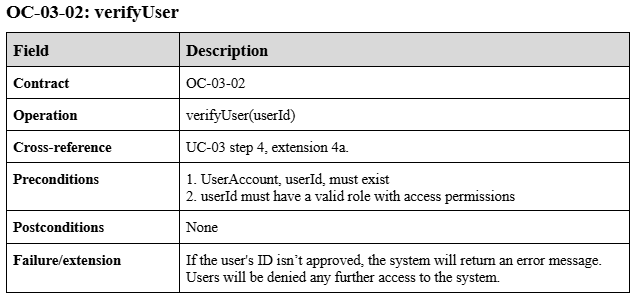 OC-03-02: verifyUser
Field Description
Contract OC-03-02
Operation verifyUser(userId)
Cross-reference UC-03 step 4, extension 4a.
Preconditions 1. UserAccount, userId, must exist
2. userId must have a valid role with access permissions
Postconditions None
Failure/extension If the user's ID isn’t approved, the system will return an error message.
Users will be denied any further access to the system.